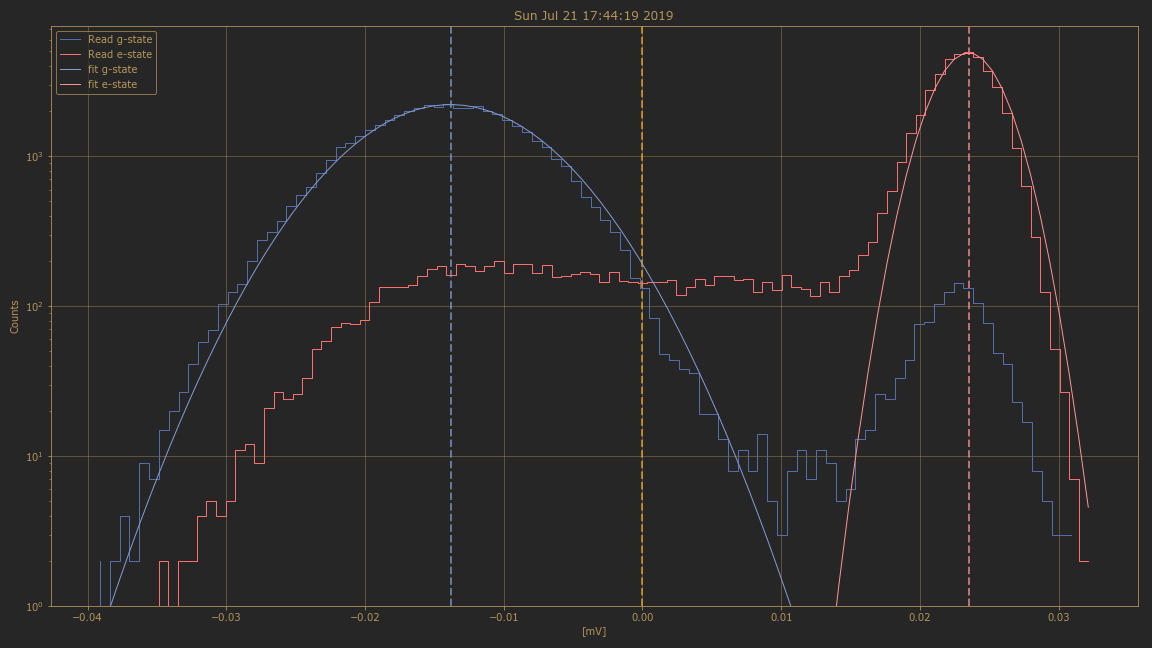 Sun Jul 21 17:44:19 2019
Read g-state
Read e-state
fit g-state
fit e-state
Counts
10³
10²
10¹
10⁰
−0.04 −0.03 −0.02 −0.01 0.00 0.01 0.02 0.03
[mV]